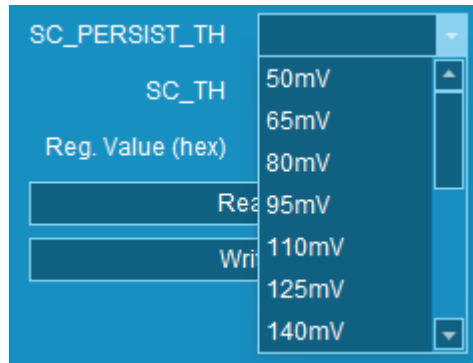 SC_PERSIST_TH
SC_TH
50mV
65mV
Reg. Value (hex)
80mV
95mV
110mV
125mV
140mV